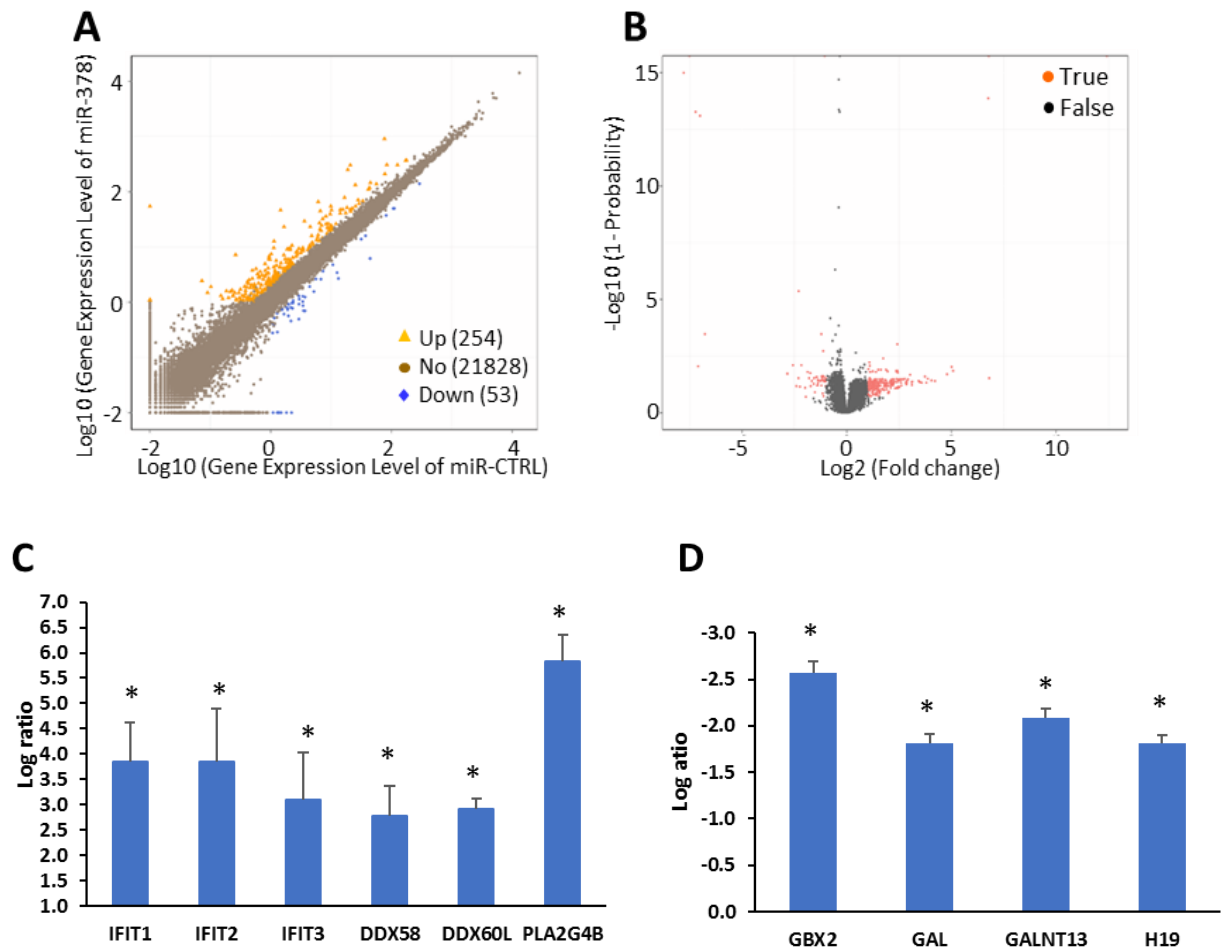 A
Log10 (Gene Expression Level of miR-378)
4
2
0
-2
Up (254)
No (21828)
Down (53)
-2 0 2 4
Log10 (Gene Expression Level of miR-CTRL)
B
-Log10 (1 - Probability)
15
10
5
0
True
False
-5 0 5 10
Log2 (Fold change)
C
Log ratio
7.0
6.5
6.0
5.5
5.0
4.5
4.0
3.5
3.0
2.5
2.0
1.5
1.0
* * * * * *
IFIT1 IFIT2 IFIT3 DDX58 DDX60L PLA2G4B
D
Log atio
-3.0
-2.5
-2.0
-1.5
-1.0
-0.5
0.0
* * * *
GBX2 GAL GALNT13 H19